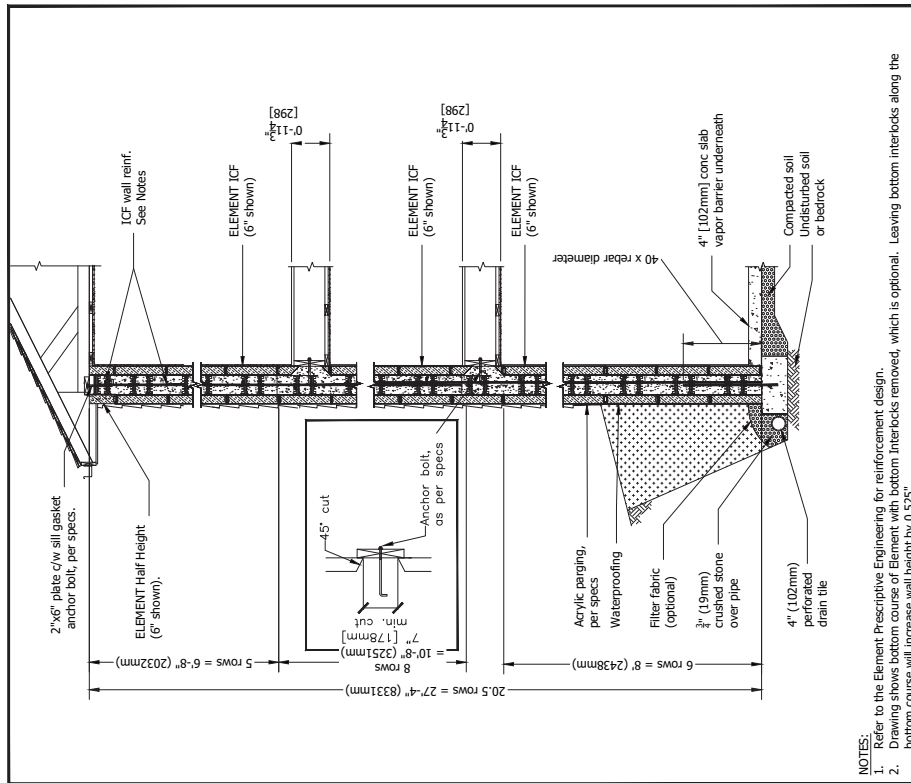 2"x6" plate c/w sill gasket
anchor bolt, per specs.
ELEMENT Half Height
(6" shown).
ICF wall reinf.
See Notes
ELEMENT ICF
(6" shown)
0'-11 3/4"
[298]
ELEMENT ICF
(6" shown)
0'-11 3/4"
[298]
ELEMENT ICF
(6" shown)
40 x rebar diameter
4" [102mm] conc slab
vapor barrier underneath
Compacted soil
Undisturbed soil
or bedrock
45° cut
Anchor bolt,
as per specs
min. cut
7" [178mm]
Acrylic parging,
per specs
Waterproofing
Filter fabric
(optional)
3/4" (19mm)
crushed stone
over pipe
4" (102mm)
perforated
drain tile
5 rows = 6'-8" (2032mm)
8 rows
= 10'-8" (3251mm)
6 rows = 8' (2438mm)
20.5 rows = 27'-4" (8331mm)
NOTES:
1. Refer to the Element Prescriptive Engineering for reinforcement design.
2. Drawing shows bottom course of Element with bottom Interlocks removed, which is optional. Leaving bottom interlocks along the
bottom course will increase wall height by 0.525"